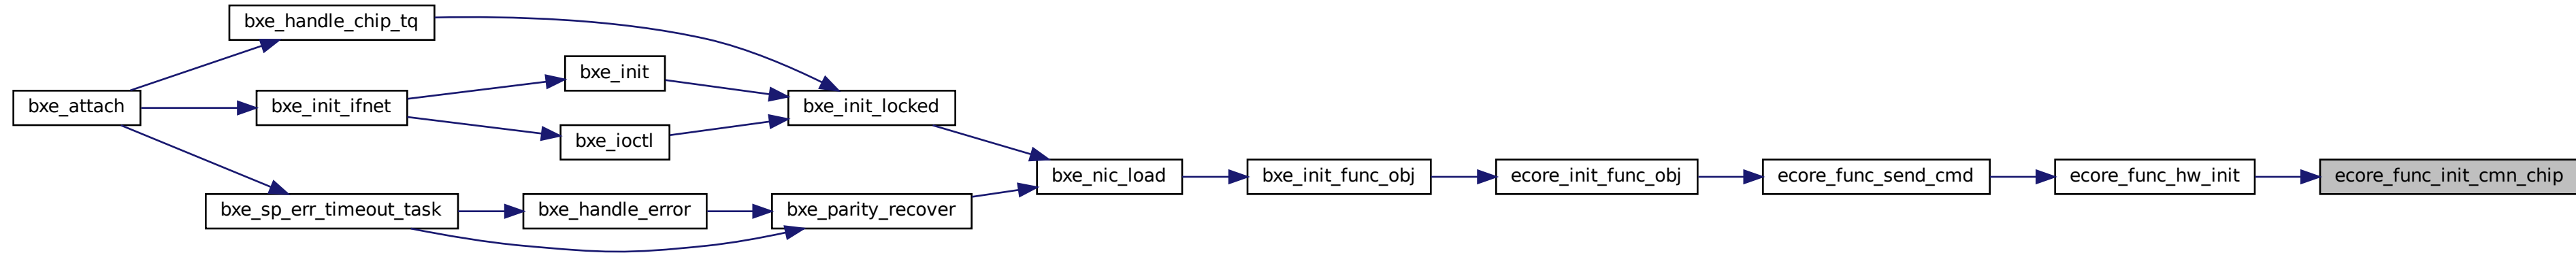 bxe_handle_chip_tq
bxe_init
bxe_attach
bxe_init_ifnet
bxe_init_locked
bxe_ioctl
bxe_nic_load
bxe_init_func_obj
ecore_init_func_obj
ecore_func_send_cmd
ecore_func_hw_init
ecore_func_init_cmn_chip
bxe_sp_err_timeout_task
bxe_handle_error
bxe_parity_recover